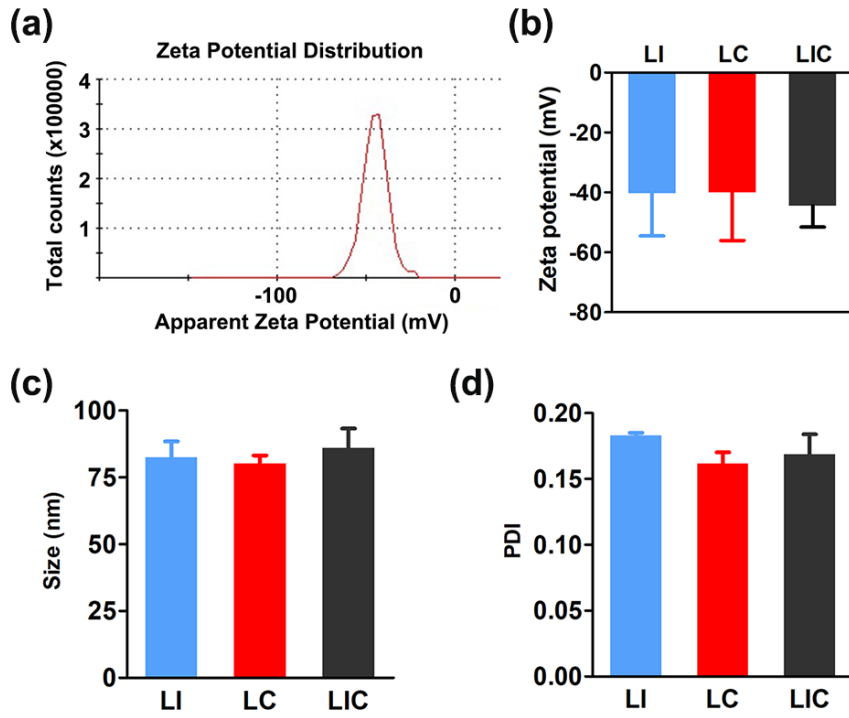 (a)
Zeta Potential Distribution
Total counts (x100000)
4
3
2
1
-100
0
Apparent Zeta Potential (mV)
(b)
LI LC LIC
Zeta potential (mV)
0
-20
-40
-60
-80
(c)
Size (nm)
100
75
50
25
0
LI LC LIC
(d)
PDI
0.20
0.15
0.10
0.05
0.00
LI LC LIC